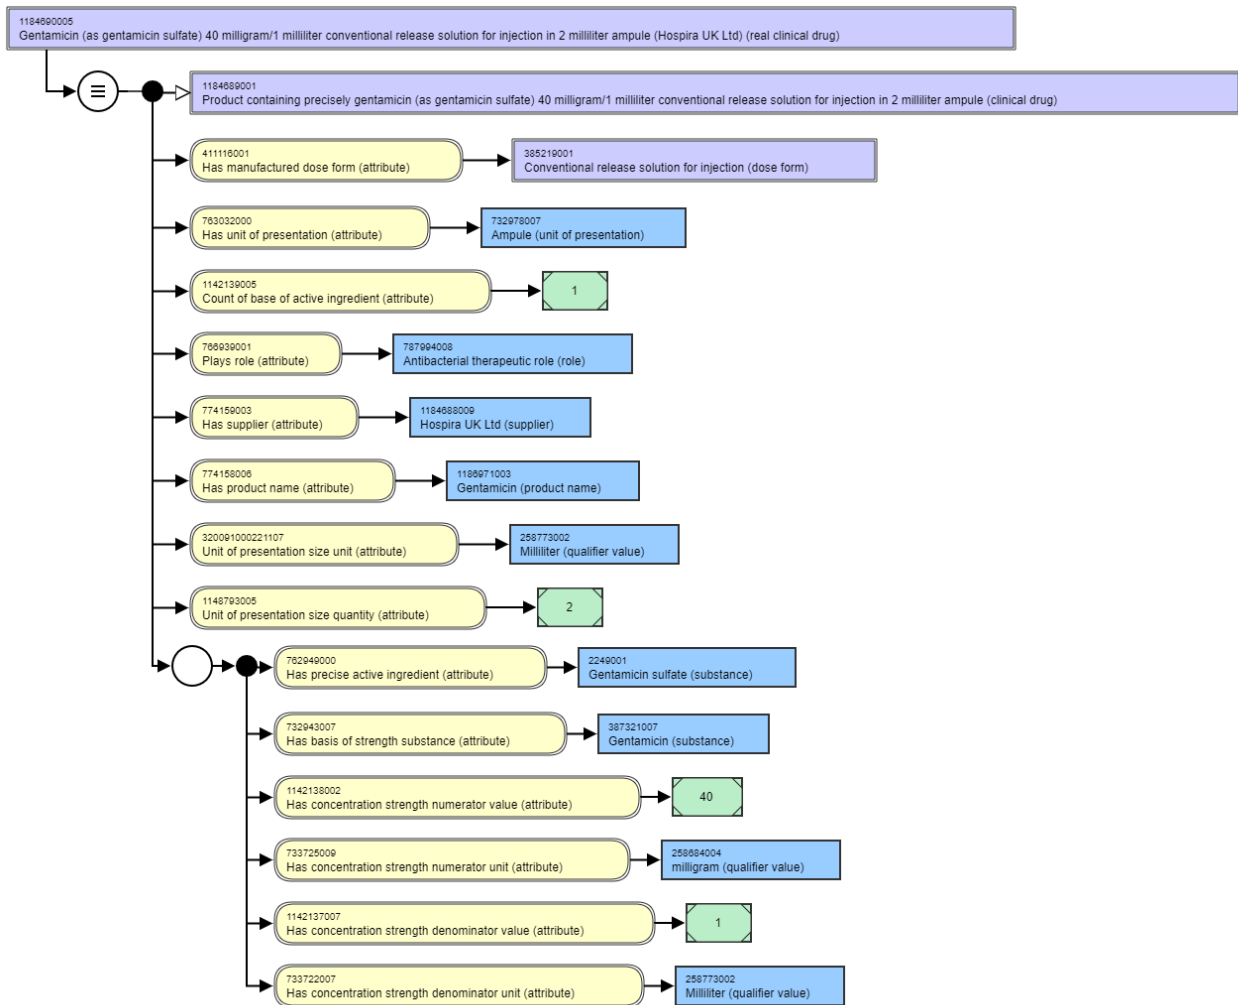 1184690005
Gentamicin (as gentamicin sulfate) 40 milligram/1 milliliter conventional release solution for injection in 2 milliliter ampule (Hospira UK Ltd) (real clinical drug)
1184689001
Product containing precisely gentamicin (as gentamicin sulfate) 40 milligram/1 milliliter conventional release solution for injection in 2 milliliter ampule (clinical drug)
411116001
Has manufactured dose form (attribute)
385219001
Conventional release solution for injection (dose form)
763032000
Has unit of presentation (attribute)
732978007
Ampule (unit of presentation)
1142139005
Count of base of active ingredient (attribute)
1
766939001
Plays role (attribute)
787994008
Antibacterial therapeutic role (role)
774159003
Has supplier (attribute)
1184688009
Hospira UK Ltd (supplier)
774158006
Has product name (attribute)
1186971003
Gentamicin (product name)
320091000221107
Unit of presentation size unit (attribute)
258773002
Milliliter (qualifier value)
1148793005
Unit of presentation size quantity (attribute)
2
762949000
Has precise active ingredient (attribute)
2249001
Gentamicin sulfate (substance)
732943007
Has basis of strength substance (attribute)
387321007
Gentamicin (substance)
1142138002
Has concentration strength numerator value (attribute)
40
733725009
Has concentration strength numerator unit (attribute)
258684004
milligram (qualifier value)
1142137007
Has concentration strength denominator value (attribute)
1
733722007
Has concentration strength denominator unit (attribute)
258773002
Milliliter (qualifier value)